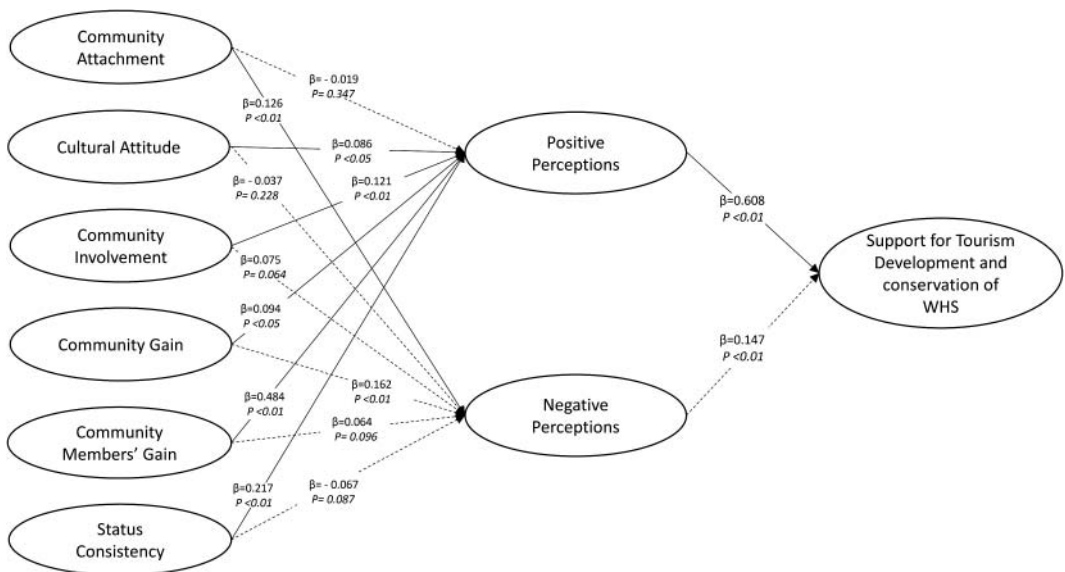 Community
Attachment
β= - 0.019
P= 0.347
β=0.126
P <0.01
Cultural Attitude
β=0.086
P <0.05
Positive
Perceptions
β= - 0.037
P= 0.228
β=0.121
P <0.01
β=0.608
P <0.01
Community
Involvement
β=0.075
P= 0.064
Support for Tourism
Development and
conservation of
WHS
β=0.094
P <0.05
Community Gain
β=0.147
P <0.01
β=0.162
P <0.01
β=0.484
P <0.01
Negative
Perceptions
Community
Members’ Gain
β=0.064
P= 0.096
β=0.217
P <0.01
β= - 0.067
P= 0.087
Status
Consistency